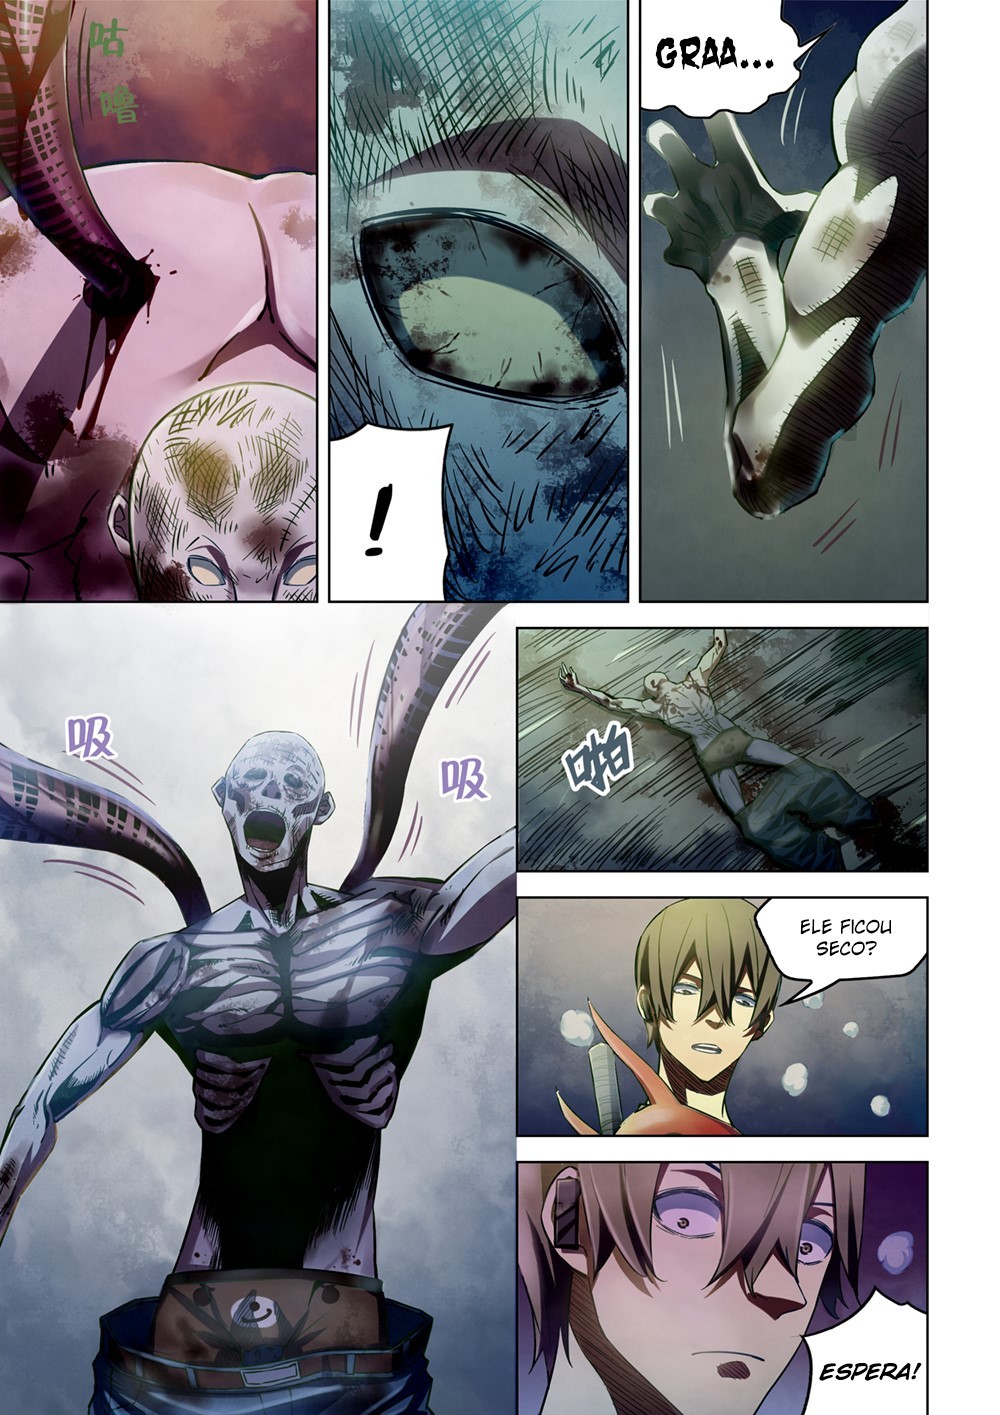 咕
噜
!
GRAA...
吸
吸
啪
ELE FICOU
SECO?
ESPERA!